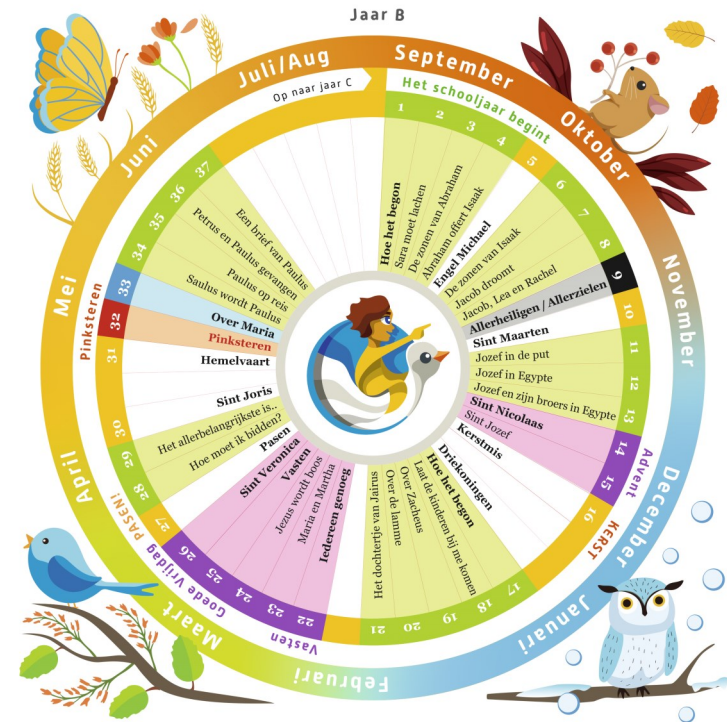 Jaar B
September
Oktober
November
December
Januari
Februari
Maart
April
Mei
Juni
Juli/Aug
Op naar jaar C
Het schooljaar begint
Advent
KERST
Vasten
Goede Vrijdag
PASEN!
Pinksteren
1
2
3
4
5
6
7
8
9
10
11
12
13
14
15
16
17
18
19
20
21
22
23
24
25
26
27
28
29
30
31
32
33
34
35
36
37
Hoe het begon
Sara moet lachen
De zonen van Abraham
Abraham offert Isaak
Engel Michael
De zonen van Isaak
Jacob droomt
Jacob, Lea en Rachel
Allerheiligen / Allerzielen
Sint Maarten
Jozef in de put
Jozef in Egypte
Jozef en zijn broers in Egypte
Sint Nicolaas
Sint Jozef
Kerstmis
Driekoningen
Hoe het begon
Laat de kinderen bij me komen
Over Zacheus
Over de lamme
Het dochtertje van Jairus
Iedereen genoeg
Maria en Martha
Jezus wordt boos
Vasten
Sint Veronica
Pasen
Hoe moet ik bidden?
Het allerbelangrijkste is..
Sint Joris
Hemelvaart
Pinksteren
Over Maria
Saulus wordt Paulus
Paulus op reis
Petrus en Paulus gevangen
Een brief van Paulus